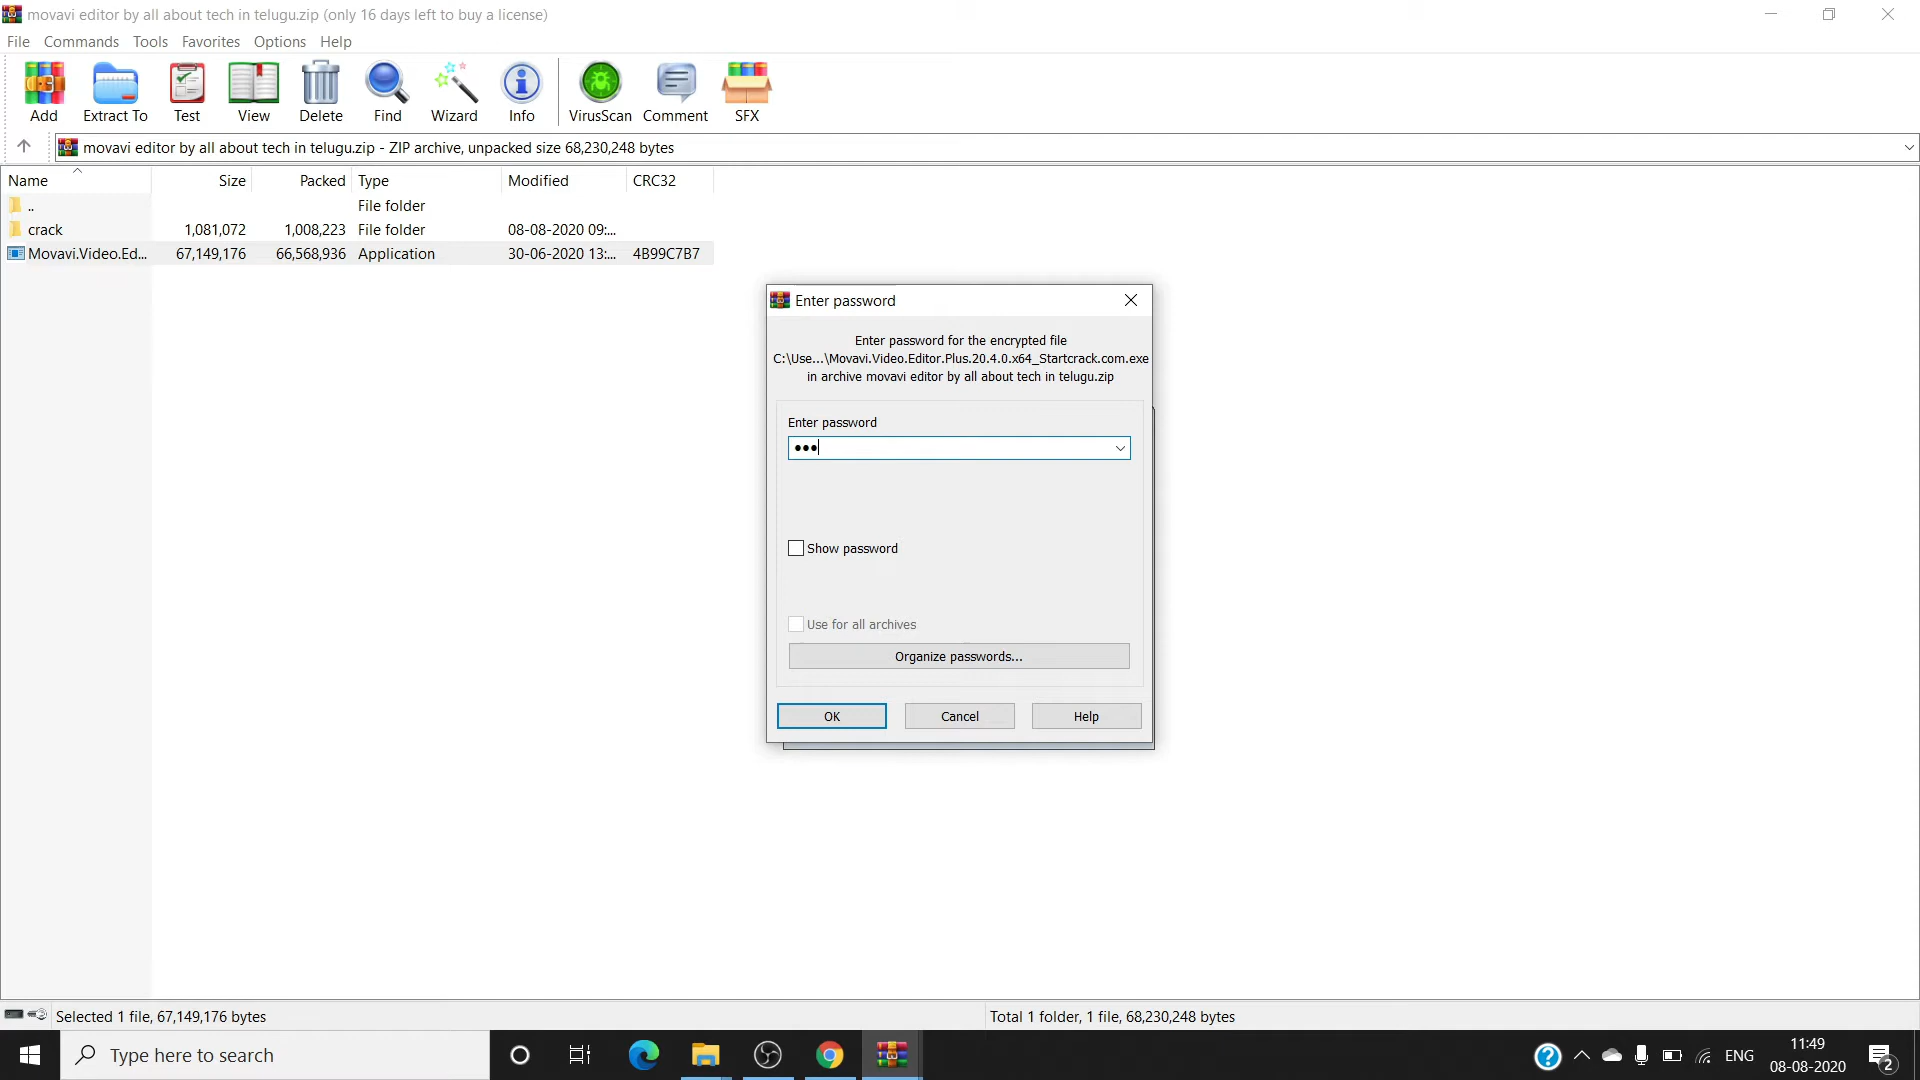 movavi editor by all about tech in telugu.zip (only 16 days left to buy a license)
File Commands Tools Favorites Options Help
Add Extract To Test View Delete Find Wizard Info VirusScan Comment SFX
movavi editor by all about tech in telugu.zip - ZIP archive, unpacked size 68,230,248 bytes
Name Size Packed Type Modified CRC32
.. File folder
crack 1,081,072 1,008,223 File folder 08-08-2020 09:...
Movavi.Video.Ed... 67,149,176 66,568,936 Application 30-06-2020 13:... 4B99C7B7
Enter password
Enter password for the encrypted file
C:\Use...\Movavi.Video.Editor.Plus.20.4.0.x64_Startcrack.com.exe
in archive movavi editor by all about tech in telugu.zip
Enter password
●●●
Show password
Use for all archives
Organize passwords...
OK Cancel Help
Selected 1 file, 67,149,176 bytes Total 1 folder, 1 file, 68,230,248 bytes
Type here to search
ENG
11:49
08-08-2020
2